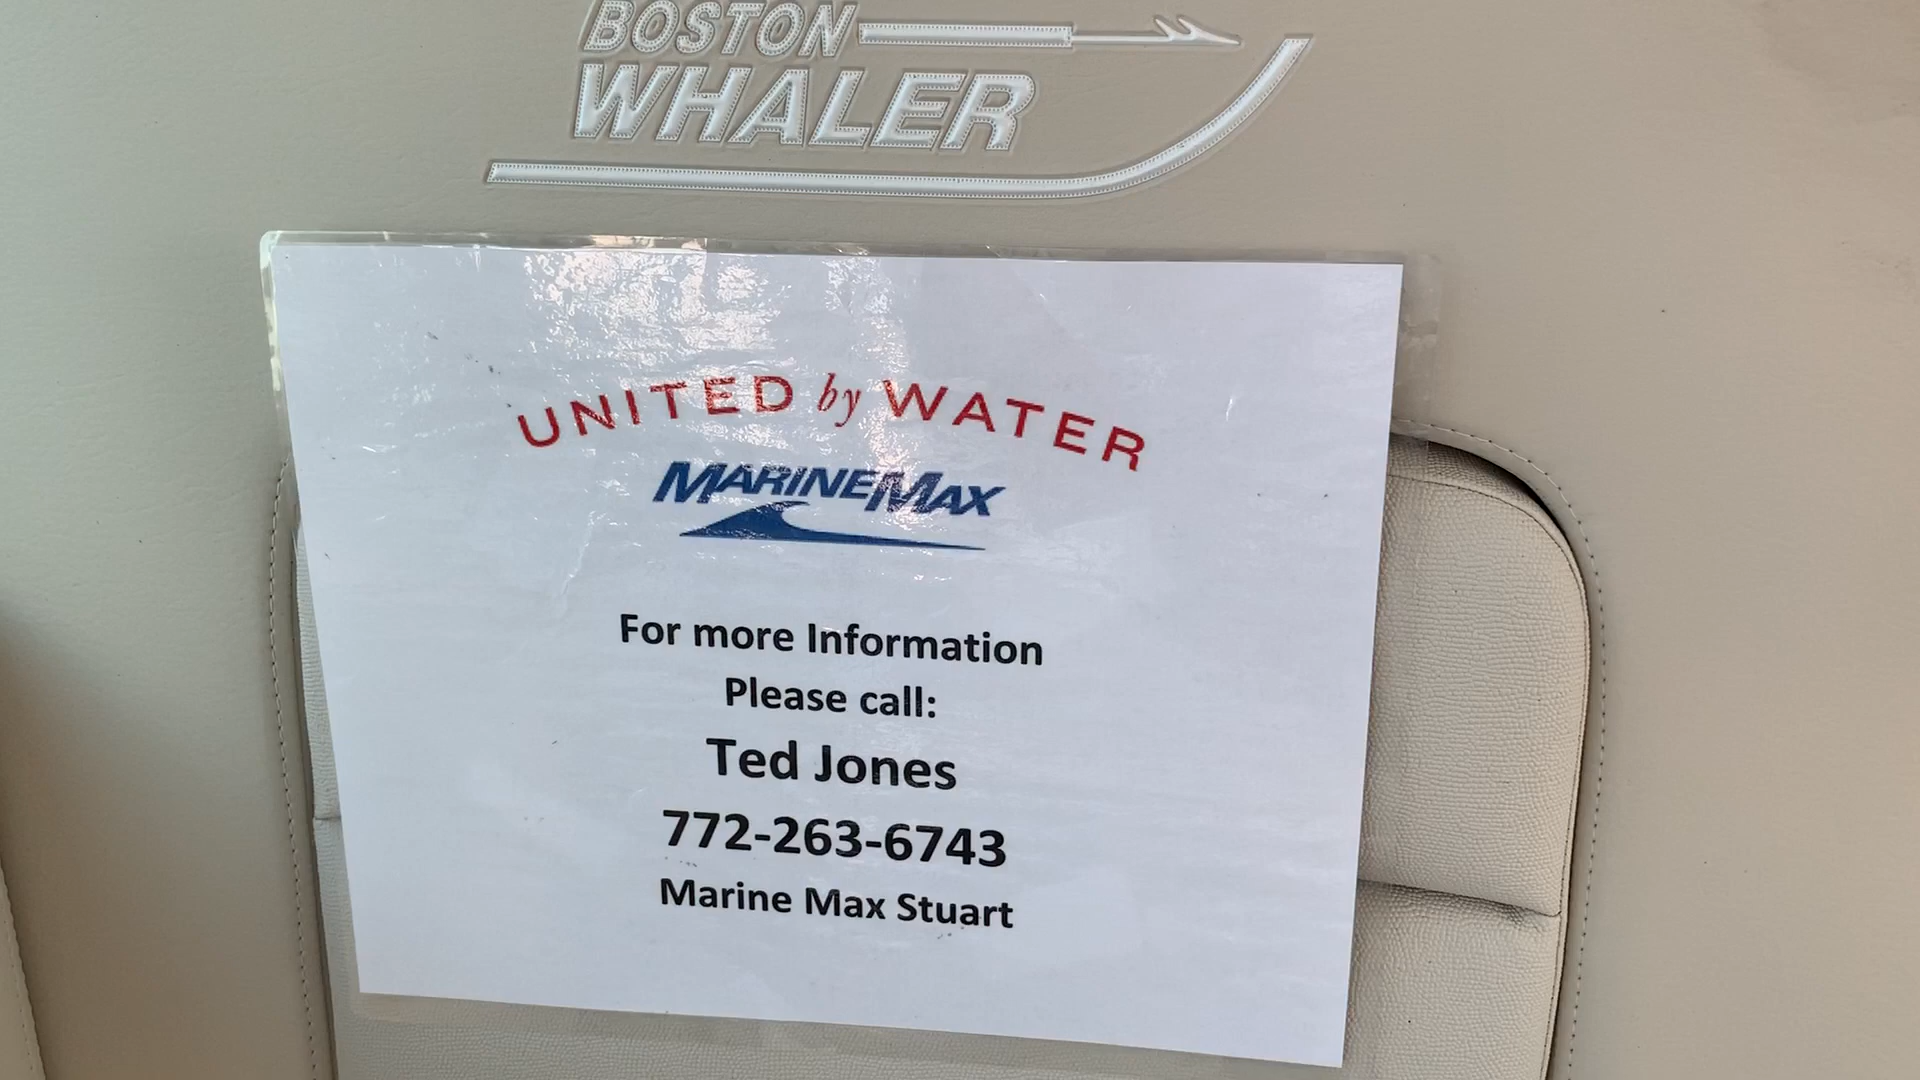 BOSTON
WHALER
UNITED by WATER
MARINEMAX
For more Information
Please call:
Ted Jones
772-263-6743
Marine Max Stuart